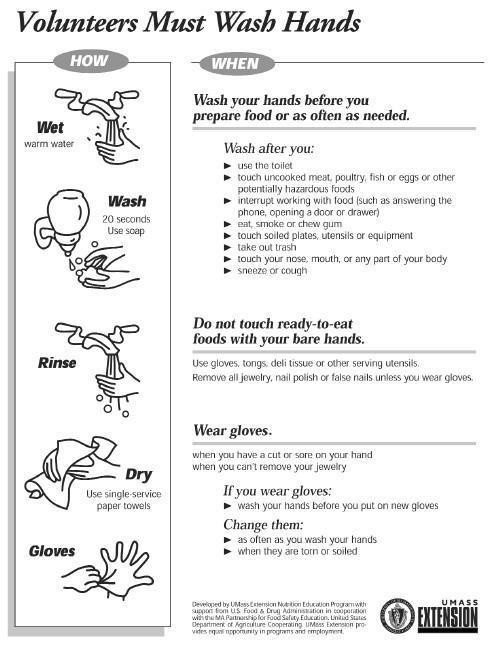 Volunteers Must Wash Hands
HOW
WHEN
Wet
warm water
Wash
20 seconds
Use soap
Rinse
Dry
Use single-service
paper towels
Gloves
Wash your hands before you
prepare food or as often as needed.
Wash after you:
► use the toilet
► touch uncooked meat, poultry, fish or eggs or other
potentially hazardous foods
► interrupt working with food (such as answering the
phone, opening a door or drawer)
► eat, smoke or chew gum
► touch soiled plates, utensils or equipment
► take out trash
► touch your nose, mouth, or any part of your body
► sneeze or cough
Do not touch ready-to-eat
foods with your bare hands.
Use gloves, tongs, deli tissue or other serving utensils.
Remove all jewelry, nail polish or false nails unless you wear gloves.
Wear gloves.
when you have a cut or sore on your hand
when you can't remove your jewelry
If you wear gloves:
► wash your hands before you put on new gloves
Change them:
► as often as you wash your hands
► when they are torn or soiled
Developed by UMass Extension Nutrition Education Program with
support from U.S. Food & Drug Administration in cooperation
with the MA Partnership for Food Safety Education. United States
Department of Agriculture Cooperating. UMass Extension pro-
vides equal opportunity in programs and employment.
UMASS
EXTENSION